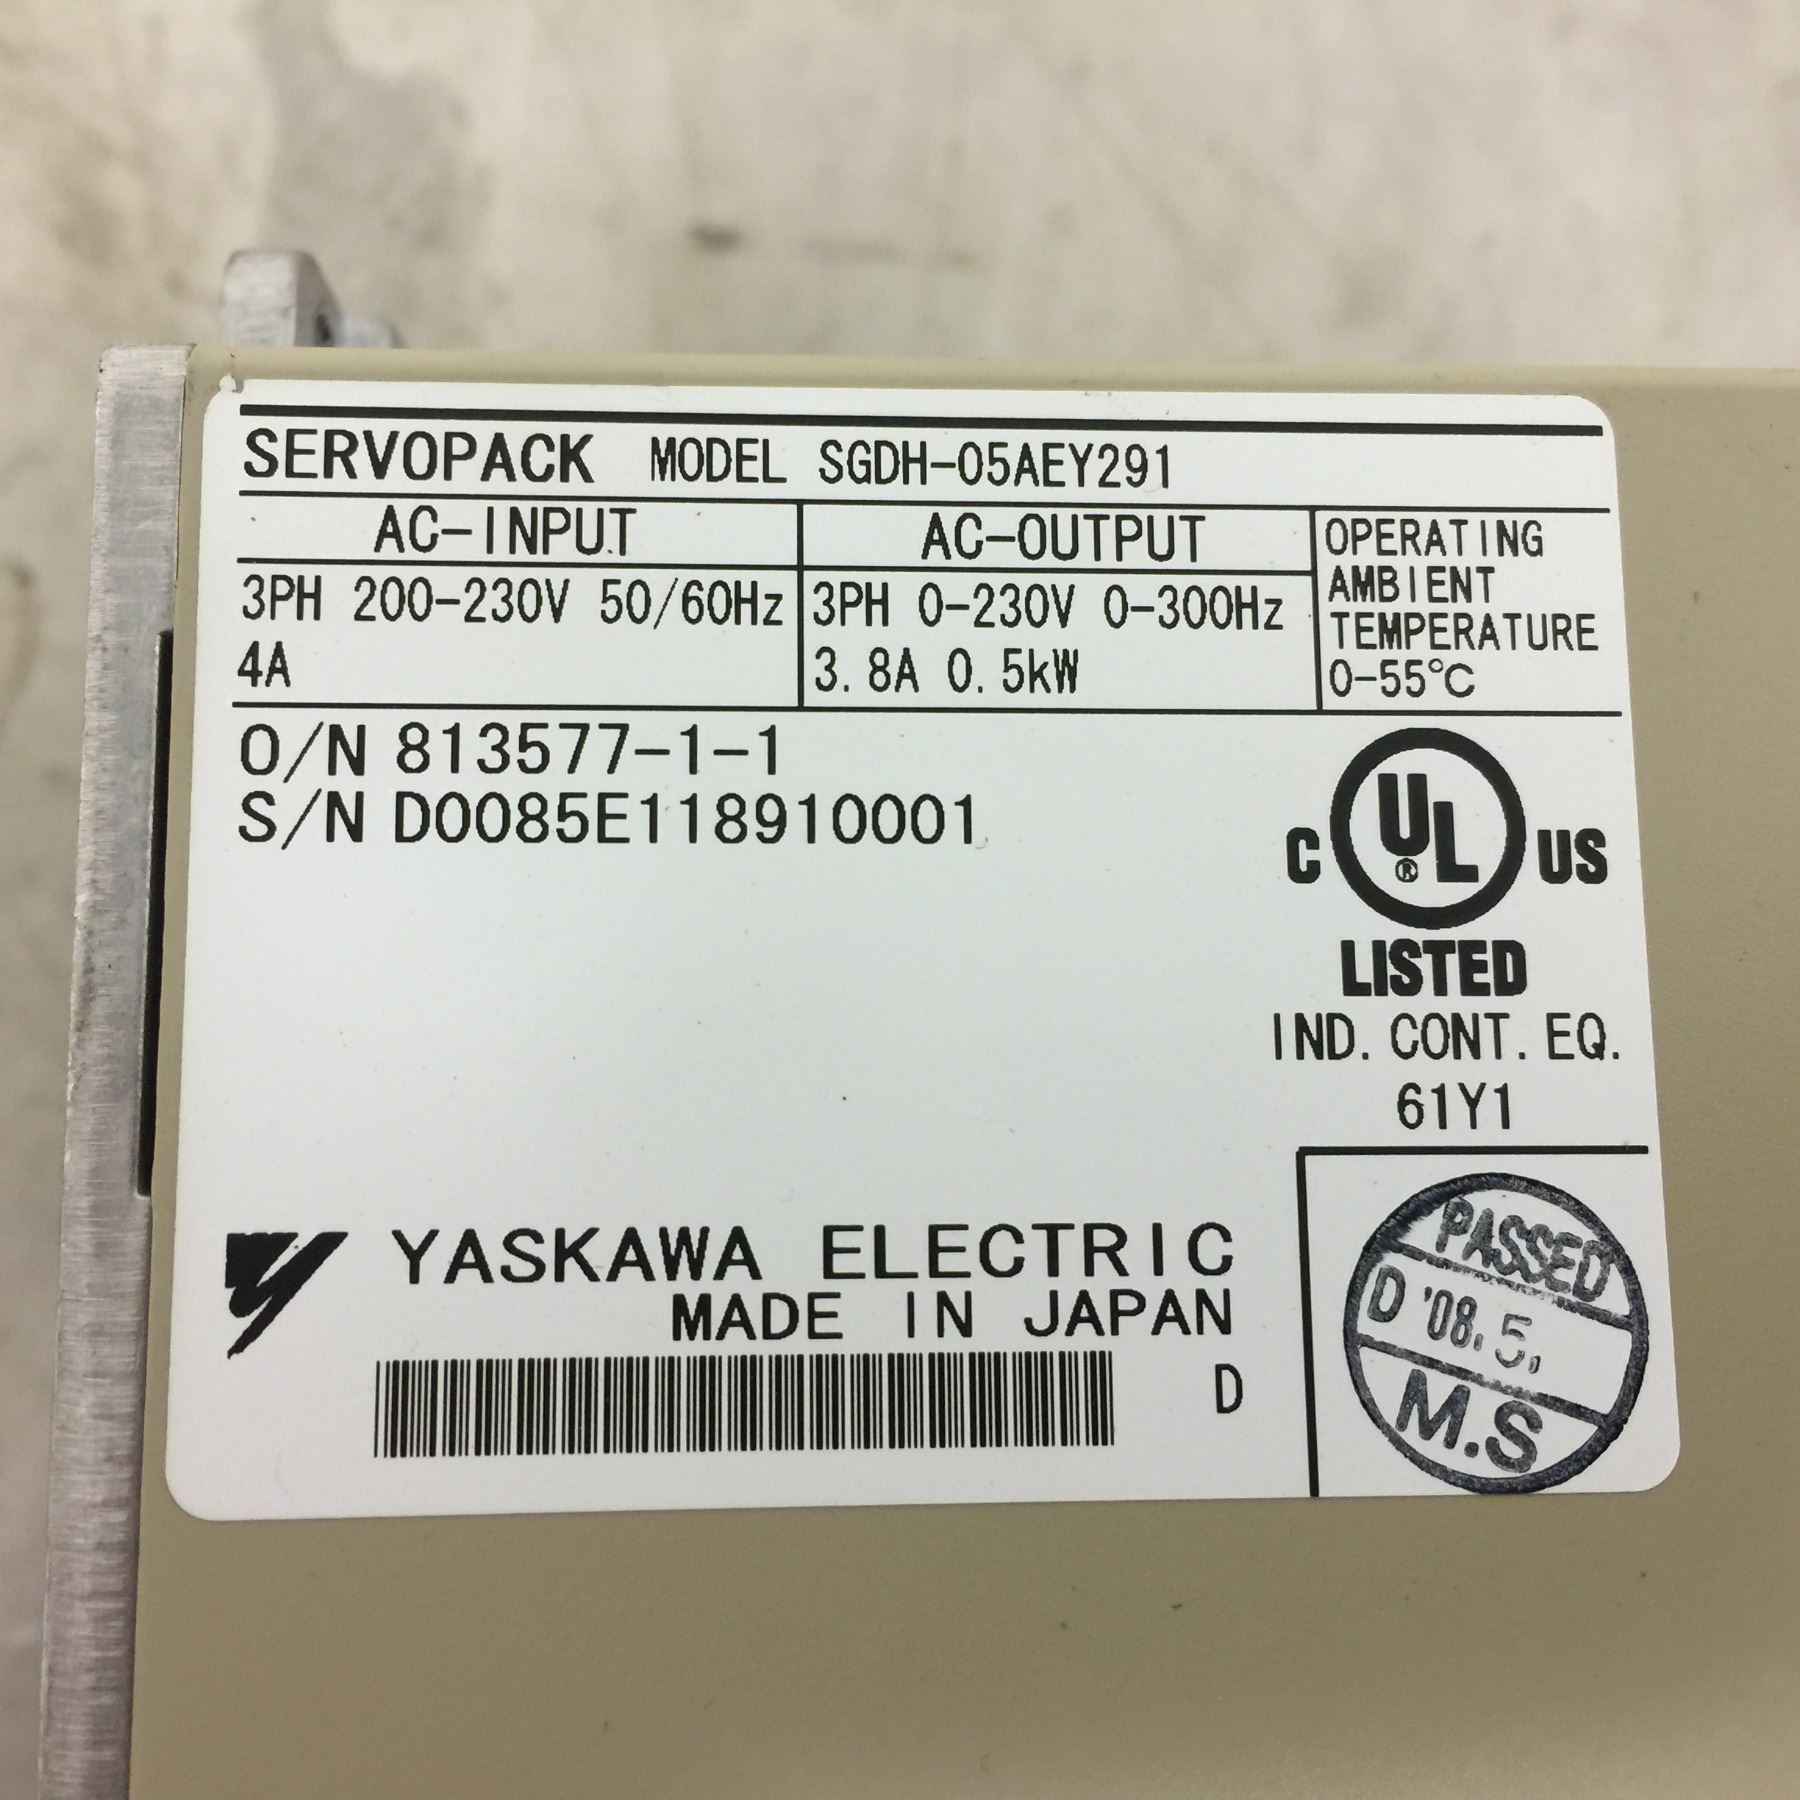 SERVOPACK MODEL SGDH-05AEY291
AC-INPUT
3PH 200-230V 50/60Hz
4A
AC-OUTPUT
3PH 0-230V 0-300Hz
3.8A 0.5kW
OPERATING
AMBIENT
TEMPERATURE
0-55℃
O/N 813577-1-1
S/N D0085E118910001
C UL ® US
LISTED
IND. CONT. EQ.
61Y1
YASKAWA ELECTRIC
MADE IN JAPAN
D
PASSED
D '08.5.
M.S